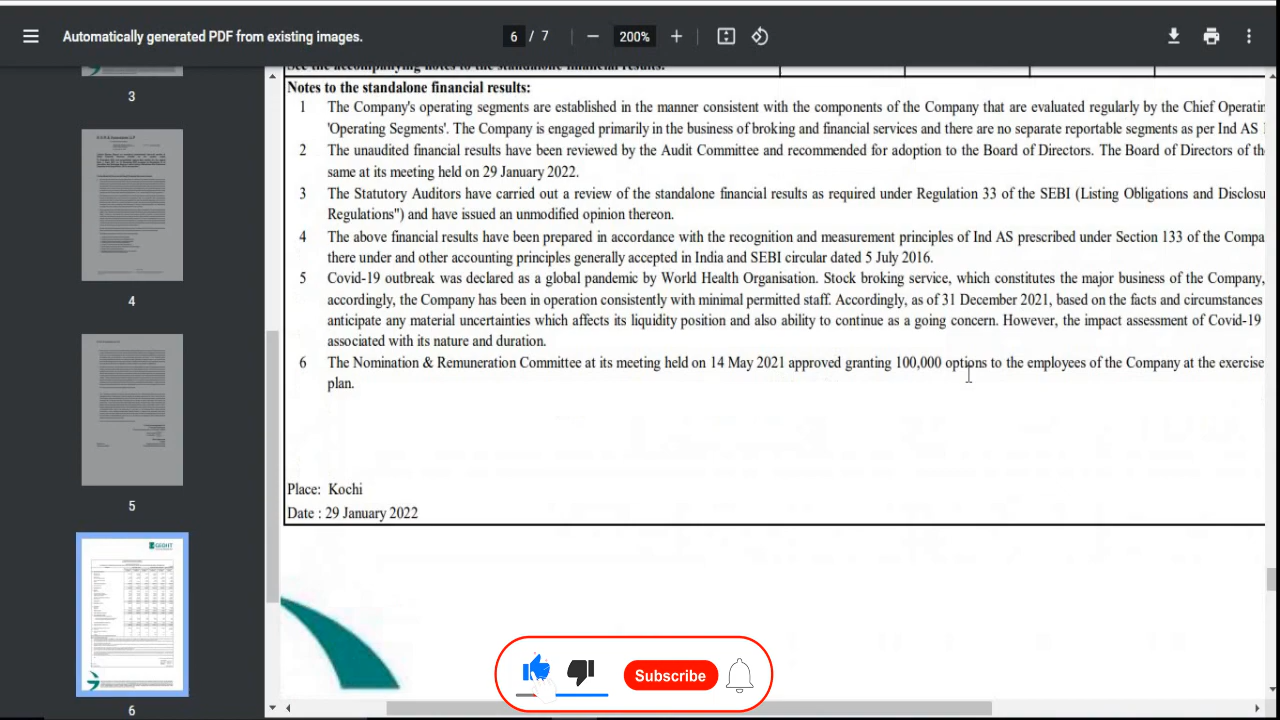 Automatically generated PDF from existing images.
6 / 7
200%
3
4
5
6
See the accompanying notes to the standalone financial results.
Notes to the standalone financial results:
1 The Company's operating segments are established in the manner consistent with the components of the Company that are evaluated regularly by the Chief Operatin
'Operating Segments'. The Company is engaged primarily in the business of broking and financial services and there are no separate reportable segments as per Ind AS
2 The unaudited financial results have been reviewed by the Audit Committee and recommended for adoption to the Board of Directors. The Board of Directors of th
same at its meeting held on 29 January 2022.
3 The Statutory Auditors have carried out a review of the standalone financial results as required under Regulation 33 of the SEBI (Listing Obligations and Disclosu
Regulations") and have issued an unmodified opinion thereon.
4 The above financial results have been prepared in accordance with the recognition and measurement principles of Ind AS prescribed under Section 133 of the Compa
there under and other accounting principles generally accepted in India and SEBI circular dated 5 July 2016.
5 Covid-19 outbreak was declared as a global pandemic by World Health Organisation. Stock broking service, which constitutes the major business of the Company,
accordingly, the Company has been in operation consistently with minimal permitted staff. Accordingly, as of 31 December 2021, based on the facts and circumstances
anticipate any material uncertainties which affects its liquidity position and also ability to continue as a going concern. However, the impact assessment of Covid-19
associated with its nature and duration.
6 The Nomination & Remuneration Committee at its meeting held on 14 May 2021 approved granting 100,000 options to the employees of the Company at the exercise
plan.
Place: Kochi
Date : 29 January 2022
Subscribe